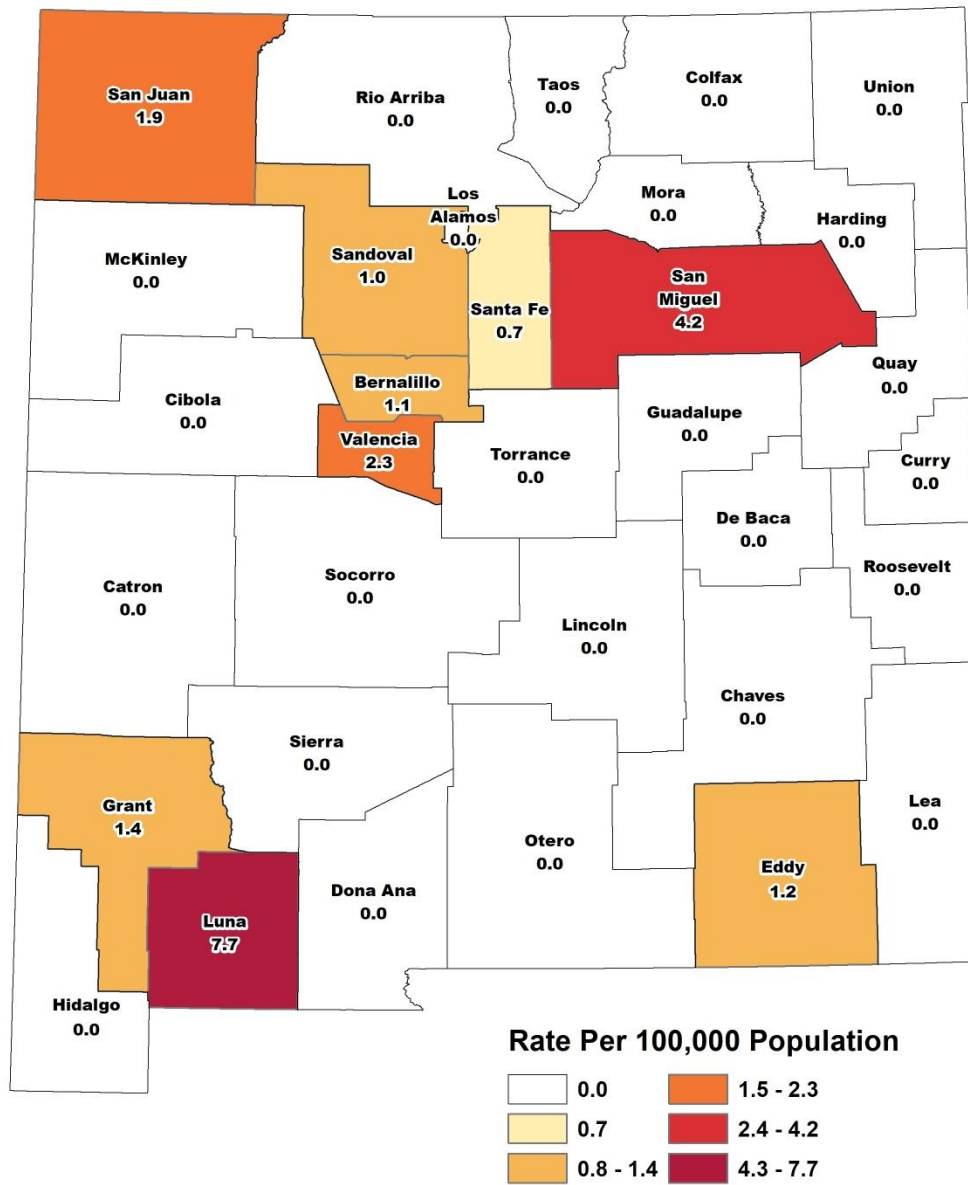 San Juan
1.9
Rio Arriba
0.0
Taos
0.0
Colfax
0.0
Union
0.0
Los
Alamos
0.0
Mora
0.0
Harding
0.0
McKinley
0.0
Sandoval
1.0
Santa Fe
0.7
San
Miguel
4.2
Quay
0.0
Cibola
0.0
Bernalillo
1.1
Valencia
2.3
Torrance
0.0
Guadalupe
0.0
Curry
0.0
De Baca
0.0
Roosevelt
0.0
Catron
0.0
Socorro
0.0
Lincoln
0.0
Chaves
0.0
Sierra
0.0
Grant
1.4
Otero
0.0
Lea
0.0
Eddy
1.2
Dona Ana
0.0
Luna
7.7
Hidalgo
0.0
Rate Per 100,000 Population
0.0
0.7
0.8 - 1.4
1.5 - 2.3
2.4 - 4.2
4.3 - 7.7